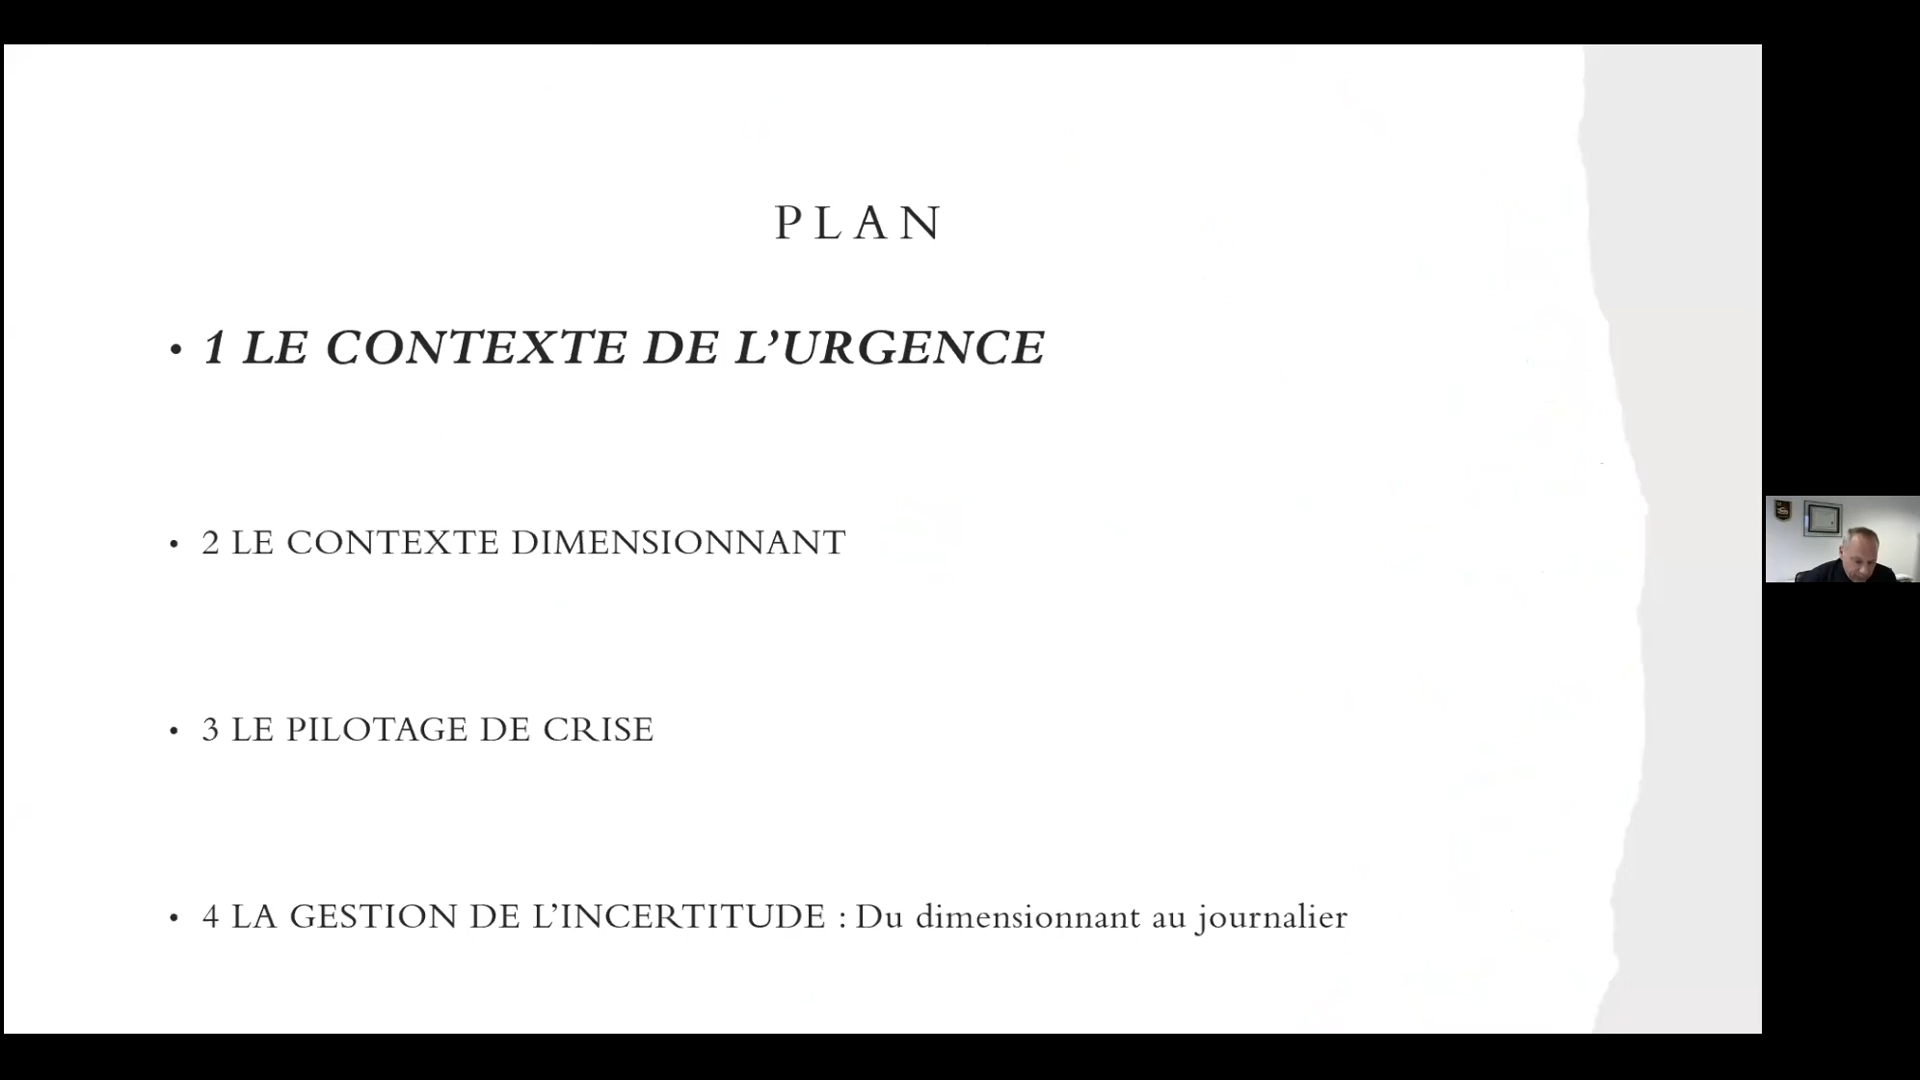 PLAN
• 1 LE CONTEXTE DE L’URGENCE
• 2 LE CONTEXTE DIMENSIONNANT
• 3 LE PILOTAGE DE CRISE
• 4 LA GESTION DE L’INCERTITUDE : Du dimensionnant au journalier